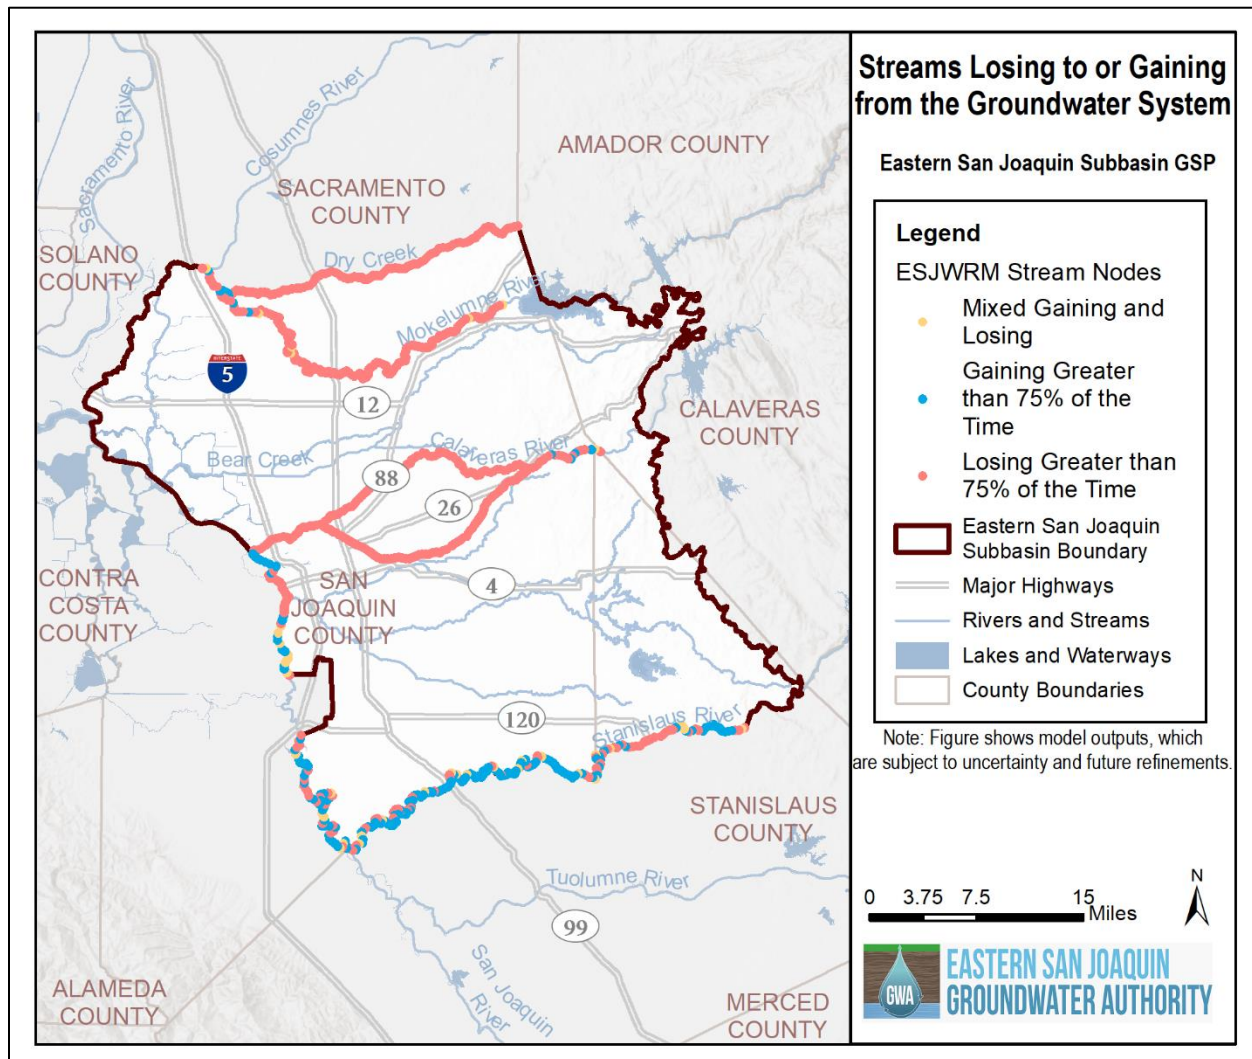 Streams Losing to or Gaining
from the Groundwater System
Eastern San Joaquin Subbasin GSP
Legend
ESJWRM Stream Nodes
Mixed Gaining and
Losing
Gaining Greater
than 75% of the
Time
Losing Greater than
75% of the Time
Eastern San Joaquin
Subbasin Boundary
Major Highways
Rivers and Streams
Lakes and Waterways
County Boundaries
Note: Figure shows model outputs, which
are subject to uncertainty and future refinements.
N
0 3.75 7.5 15
Miles
GWA
EASTERN SAN JOAQUIN
GROUNDWATER AUTHORITY
Sacramento River
Cosumnes River
AMADOR COUNTY
SACRAMENTO
COUNTY
SOLANO
COUNTY
Dry Creek
Mokelumne River
INTERSTATE
5
12
CALAVERAS
COUNTY
Calaveras River
Bear Creek
88
26
CONTRA
COSTA
COUNTY
SAN
JOAQUIN
COUNTY
4
120
Stanislaus River
STANISLAUS
COUNTY
Tuolumne River
99
San Joaquin
River
ALAMEDA
COUNTY
MERCED
COUNTY